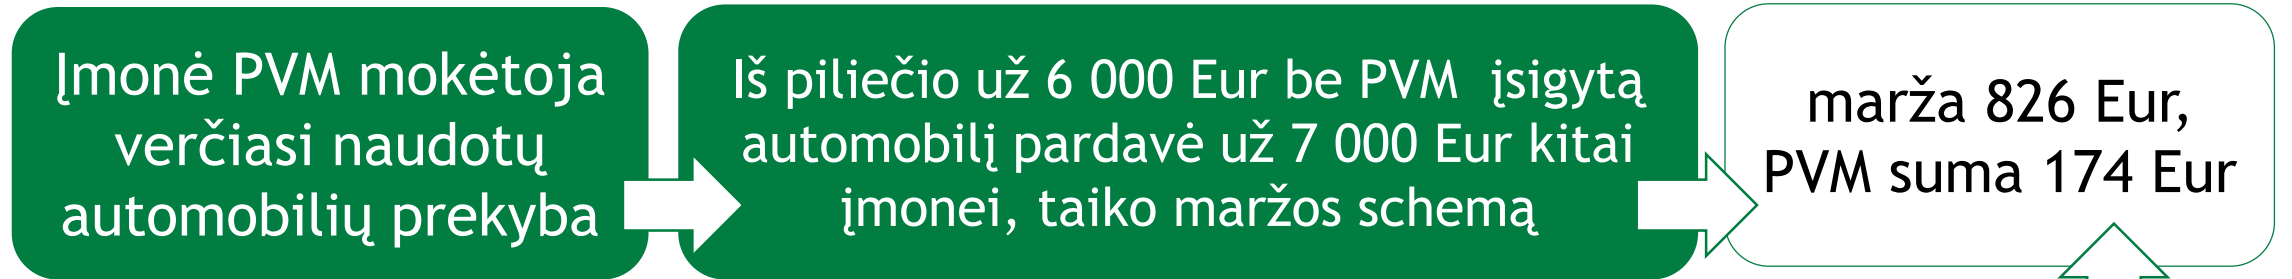 Įmonė PVM mokėtoja
verčiasi naudotų
automobilių prekyba
Iš piliečio už 6 000 Eur be PVM įsigytą
automobilį pardavė už 7 000 Eur kitai
įmonei, taiko maržos schemą
marža 826 Eur,
PVM suma 174 Eur